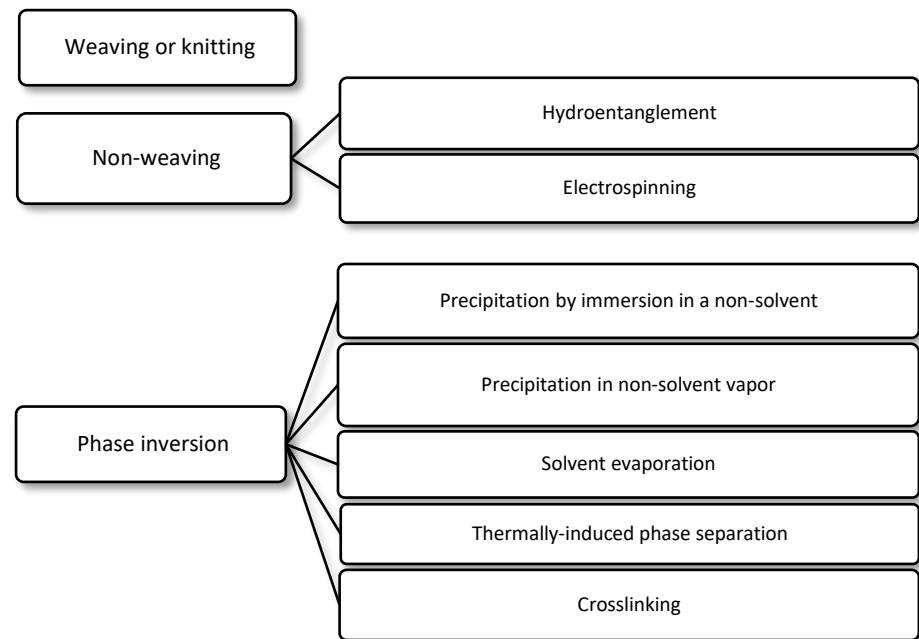 Weaving or knitting
Non-weaving
Hydroentanglement
Electrospinning
Phase inversion
Precipitation by immersion in a non-solvent
Precipitation in non-solvent vapor
Solvent evaporation
Thermally-induced phase separation
Crosslinking